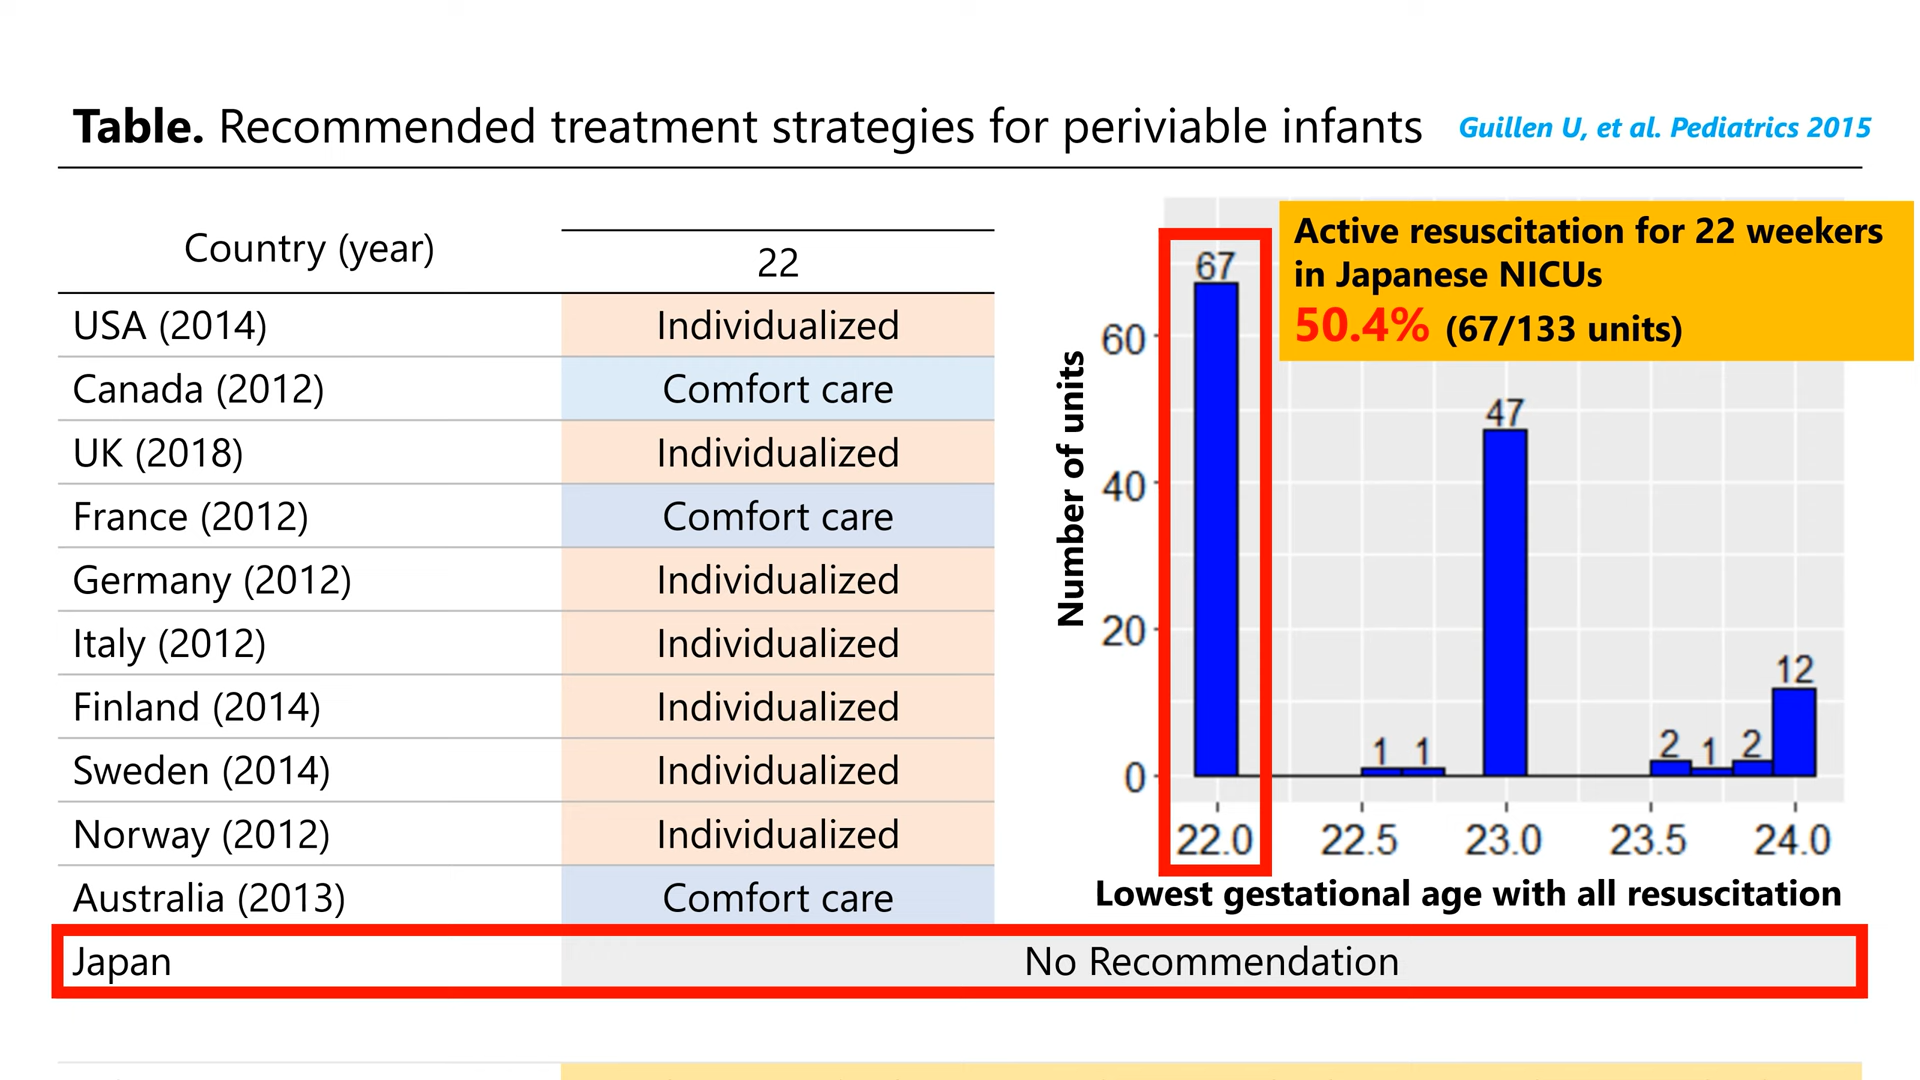 Table. Recommended treatment strategies for periviable infants
Guillen U, et al. Pediatrics 2015
Country (year)
22
USA (2014) Individualized
Canada (2012) Comfort care
UK (2018) Individualized
France (2012) Comfort care
Germany (2012) Individualized
Italy (2012) Individualized
Finland (2014) Individualized
Sweden (2014) Individualized
Norway (2012) Individualized
Australia (2013) Comfort care
Japan No Recommendation
Active resuscitation for 22 weekers
in Japanese NICUs
50.4% (67/133 units)
Number of units
60
40
20
0
67
1
1
47
2
1
2
12
22.0 22.5 23.0 23.5 24.0
Lowest gestational age with all resuscitation